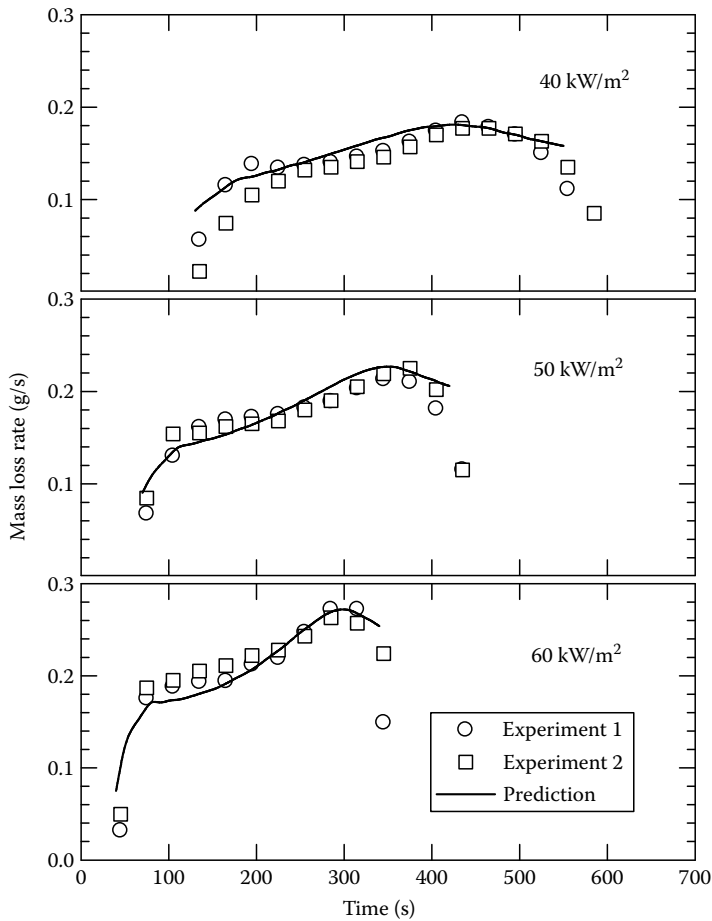 0.3
40 kW/m²
0.2
0.1
0.3
50 kW/m²
0.2
Mass loss rate (g/s)
0.1
0.3
60 kW/m²
0.2
Experiment 1
0.1
Experiment 2
Prediction
0.0
0 100 200 300 400 500 600 700
Time (s)